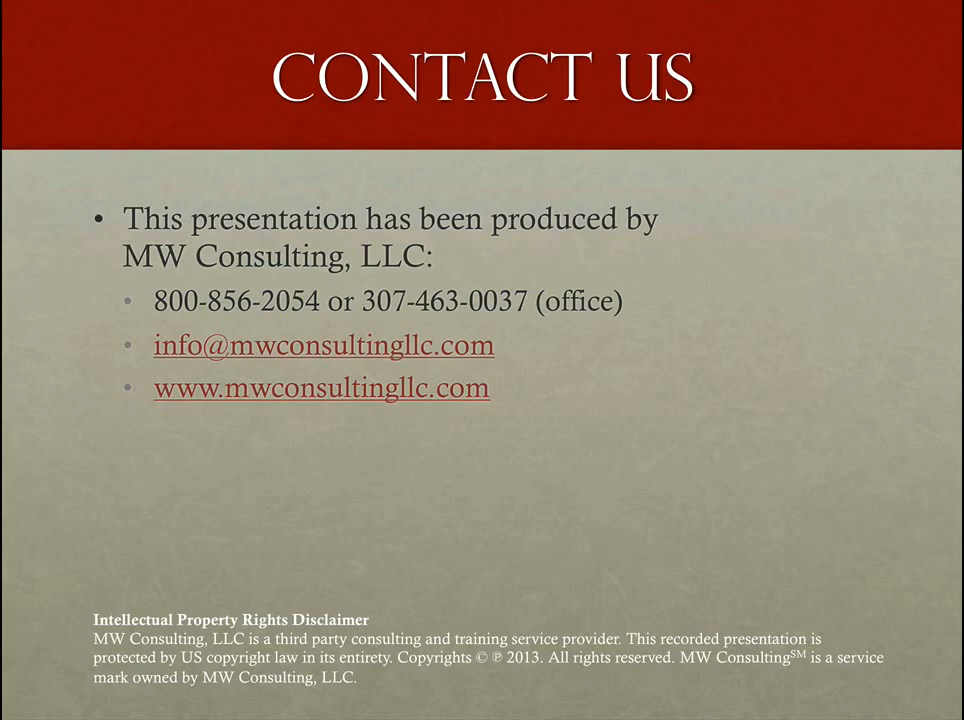 CONTACT US
• This presentation has been produced by
MW Consulting, LLC:
• 800-856-2054 or 307-463-0037 (office)
• info@mwconsultingllc.com
• www.mwconsultingllc.com
Intellectual Property Rights Disclaimer
MW Consulting, LLC is a third party consulting and training service provider. This recorded presentation is
protected by US copyright law in its entirety. Copyrights © ℗ 2013. All rights reserved. MW Consulting℠ is a service
mark owned by MW Consulting, LLC.